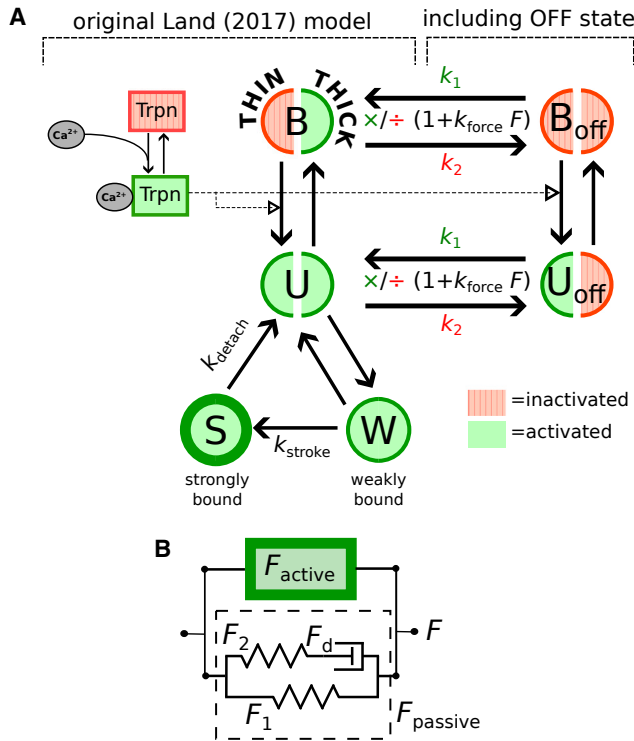 A
original Land (2017) model
including OFF state
THIN
THICK
B
k1
×/÷ (1+kforce F)
k2
Boff
Trpn
Ca2+
Ca2+
Trpn
U
k1
×/÷ (1+kforce F)
k2
Uoff
kdetach
S
kstroke
W
strongly
bound
weakly
bound
=inactivated
=activated
B
Factive
F2
Fd
F
F1
Fpassive